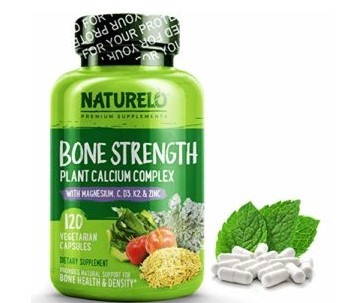 FOR YOUR PROTE
NATURELO
PREMIUM SUPPLEMENTS
BONE STRENGTH
PLANT CALCIUM COMPLEX
WITH MAGNESIUM, C, D3, K2, & ZINC
120
VEGETARIAN
CAPSULES
DIETARY SUPPLEMENT
PROVIDES NATURAL SUPPORT FOR
BONE HEALTH & DENSITY*